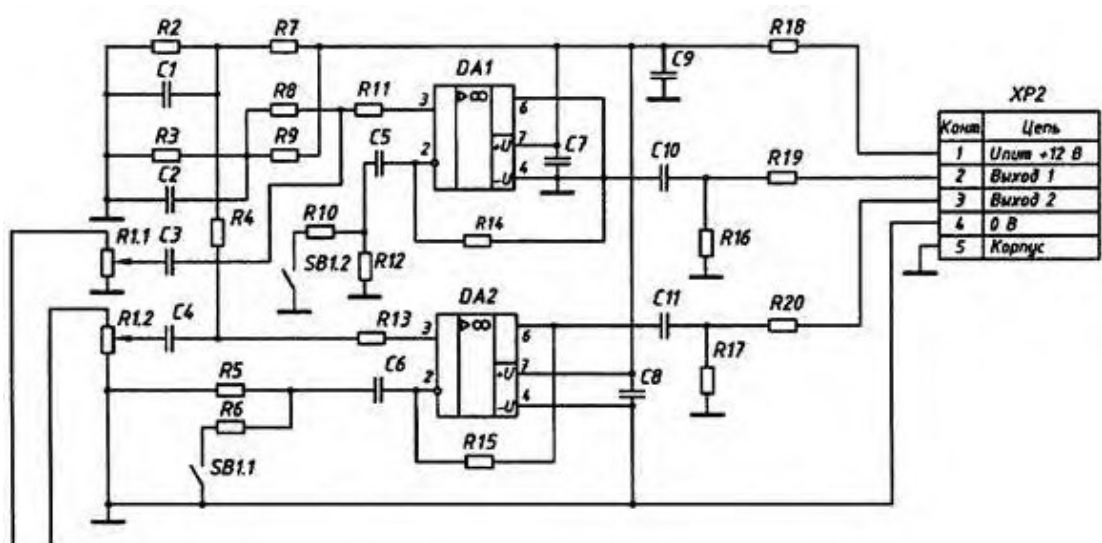 R2 R7 R18
C1 C9
DA1
R8 R11 3 6 XP2
Конт Цепь
R3 R9 C5 +U 7 C7 C10 R19 1 Uпит +12 В
2 -U 4 2 Выход 1
C2 3 Выход 2
R4 R10 R14 R16 4 0 В
R1.1 C3 SB1.2 R12 5 Корпус
DA2 C11 R20
R1.2 C4 R13 3 6
R17
R5 C6 +U 7 C8
2 -U 4
R6
R15
SB1.1